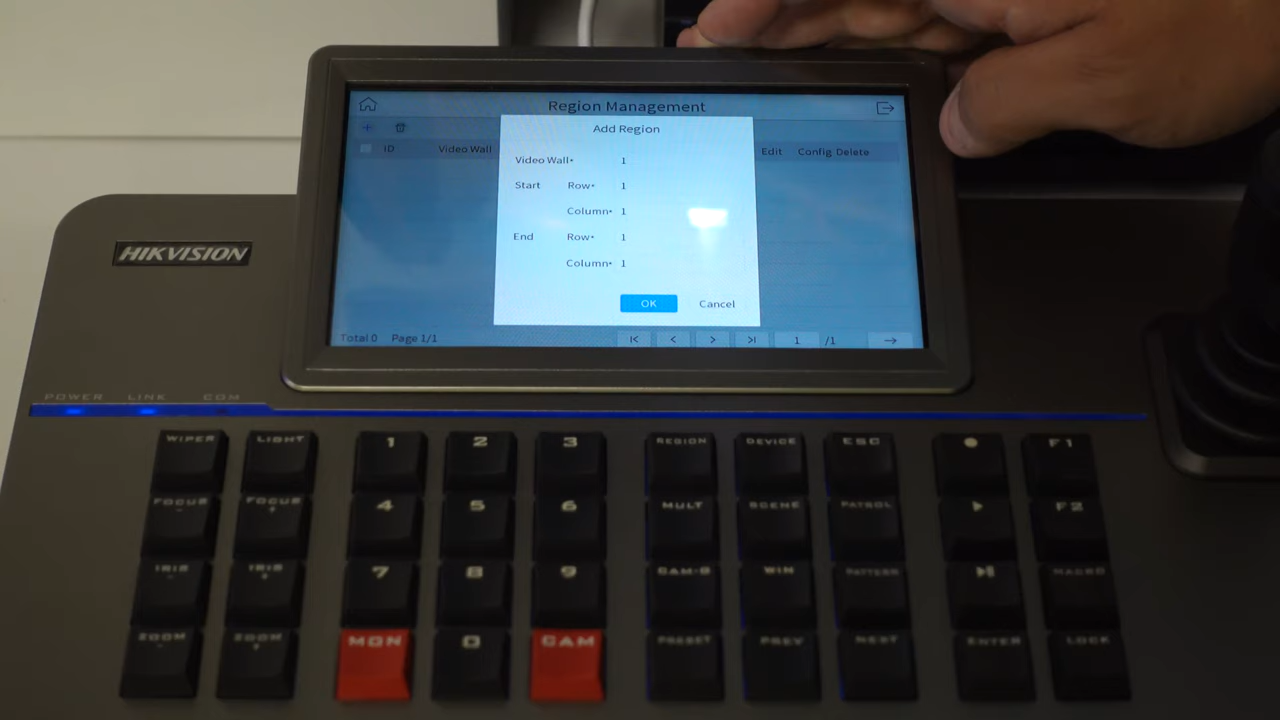 Region Management
Add Region
ID Video Wall Edit Config Delete
Video Wall* 1
Start Row* 1
Column* 1
End Row* 1
Column* 1
OK Cancel
Total 0 Page 1/1 1 /1
HIKVISION
POWER LINK COM
WIPER LIGHT 1 2 3 REGION DEVICE ESC F1
FOCUS - FOCUS + 4 5 6 MULT SCENE PATROL F2
IRIS - IRIS + 7 8 9 CAM-G WIN PATTERN MACRO
ZOOM - ZOOM + MON 0 CAM PRESET PREV NEXT ENTER LOCK